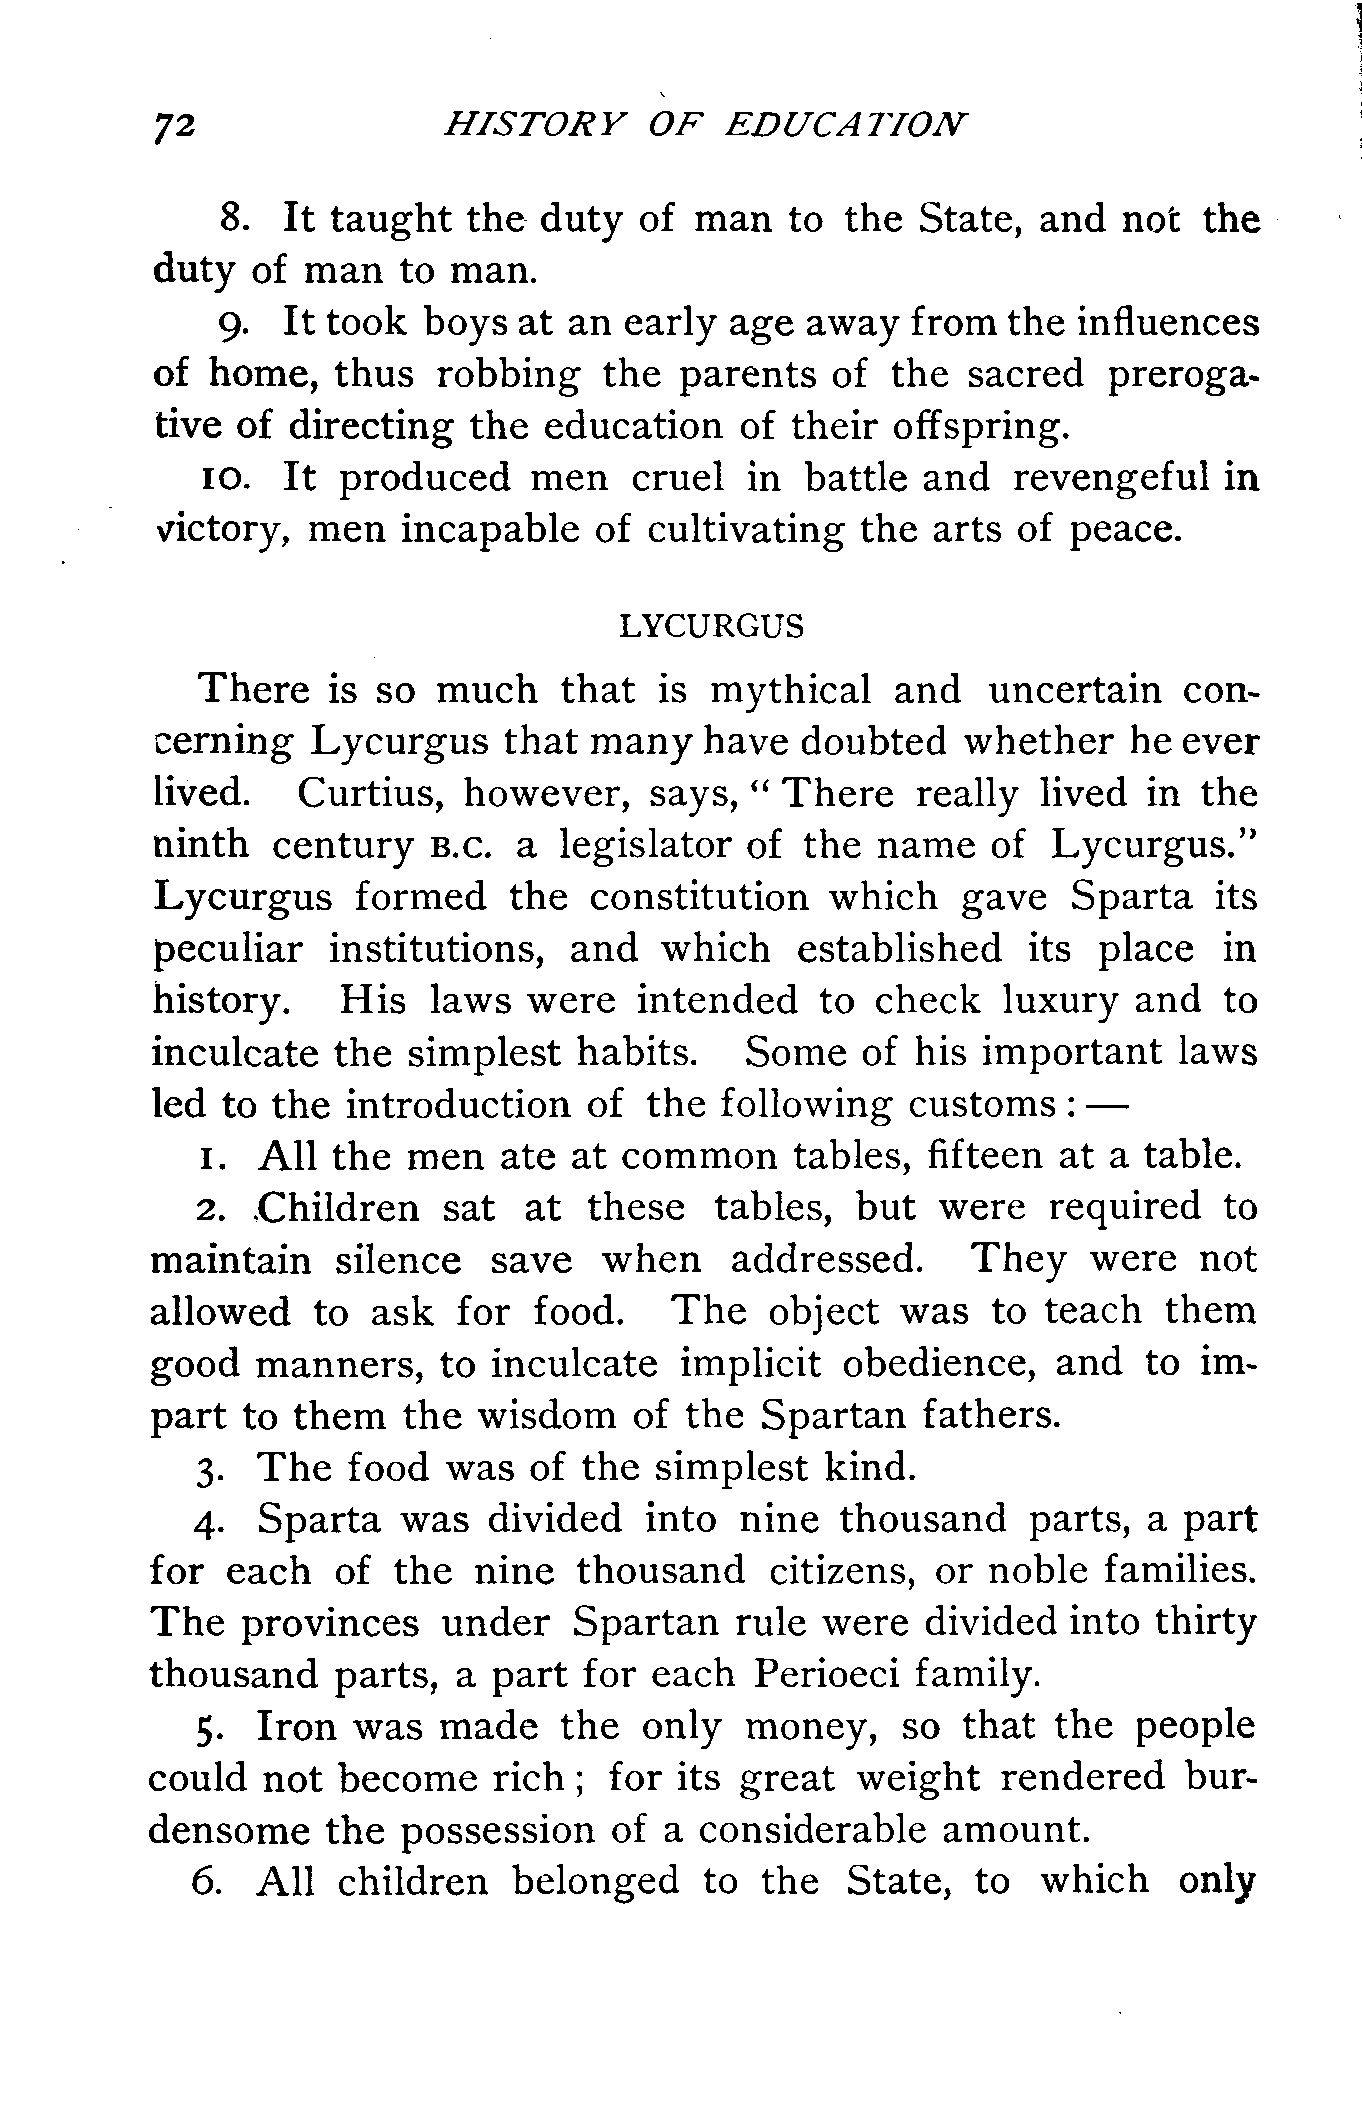 72 HISTORY OF EDUCATION
8. It taught the duty of man to the State, and not the
duty of man to man.
9. It took boys at an early age away from the influences
of home, thus robbing the parents of the sacred preroga-
tive of directing the education of their offspring.
10. It produced men cruel in battle and revengeful in
victory, men incapable of cultivating the arts of peace.
LYCURGUS
There is so much that is mythical and uncertain con-
cerning Lycurgus that many have doubted whether he ever
lived. Curtius, however, says, "There really lived in the
ninth century B.C. a legislator of the name of Lycurgus."
Lycurgus formed the constitution which gave Sparta its
peculiar institutions, and which established its place in
history. His laws were intended to check luxury and to
inculcate the simplest habits. Some of his important laws
led to the introduction of the following customs: —
1. All the men ate at common tables, fifteen at a table.
2. Children sat at these tables, but were required to
maintain silence save when addressed. They were not
allowed to ask for food. The object was to teach them
good manners, to inculcate implicit obedience, and to im-
part to them the wisdom of the Spartan fathers.
3. The food was of the simplest kind.
4. Sparta was divided into nine thousand parts, a part
for each of the nine thousand citizens, or noble families.
The provinces under Spartan rule were divided into thirty
thousand parts, a part for each Perioeci family.
5. Iron was made the only money, so that the people
could not become rich; for its great weight rendered bur-
densome the possession of a considerable amount.
6. All children belonged to the State, to which only